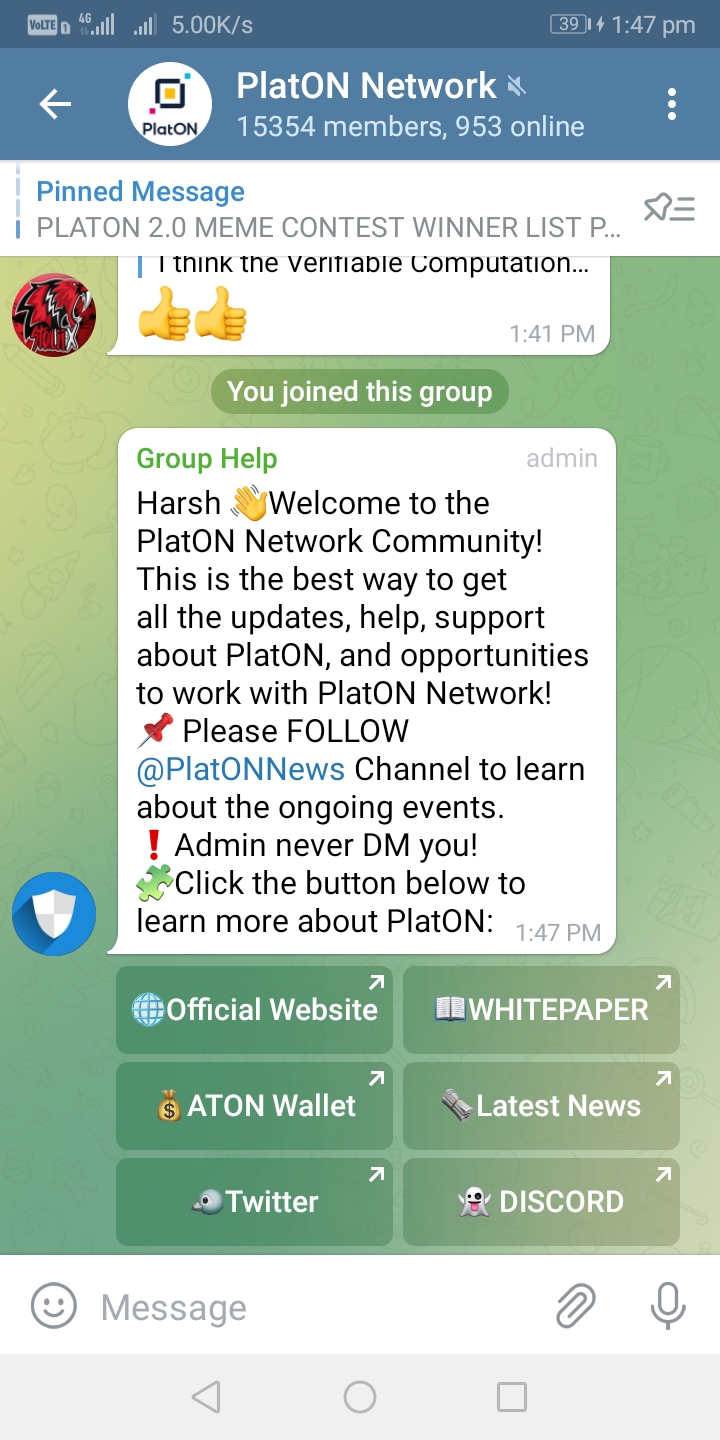 VoLTE 4G 5.00K/s 39 1:47 pm
PlatON Network
PlatON
15354 members, 953 online
Pinned Message
PLATON 2.0 MEME CONTEST WINNER LIST P...
I think the Verifiable Computation...
👍👍
1:41 PM
You joined this group
Group Help admin
Harsh 👋Welcome to the
PlatON Network Community!
This is the best way to get
all the updates, help, support
about PlatON, and opportunities
to work with PlatON Network!
📌 Please FOLLOW
@PlatONNews Channel to learn
about the ongoing events.
❗ Admin never DM you!
🧩Click the button below to
learn more about PlatON: 1:47 PM
🌐Official Website
📖WHITEPAPER
💰ATON Wallet
🗞Latest News
🐦Twitter
👻 DISCORD
Message